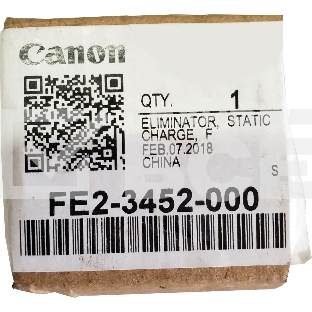 Canon
QTY. 1
ELIMINATOR, STATIC
CHARGE, F
FEB.07.2018
CHINA
S
FE2-3452-000